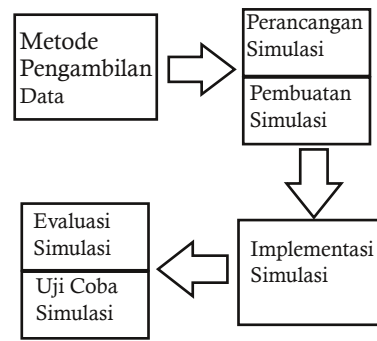 Metode
Pengambilan
Data
Perancangan
Simulasi
Pembuatan
Simulasi
Implementasi
Simulasi
Evaluasi
Simulasi
Uji Coba
Simulasi